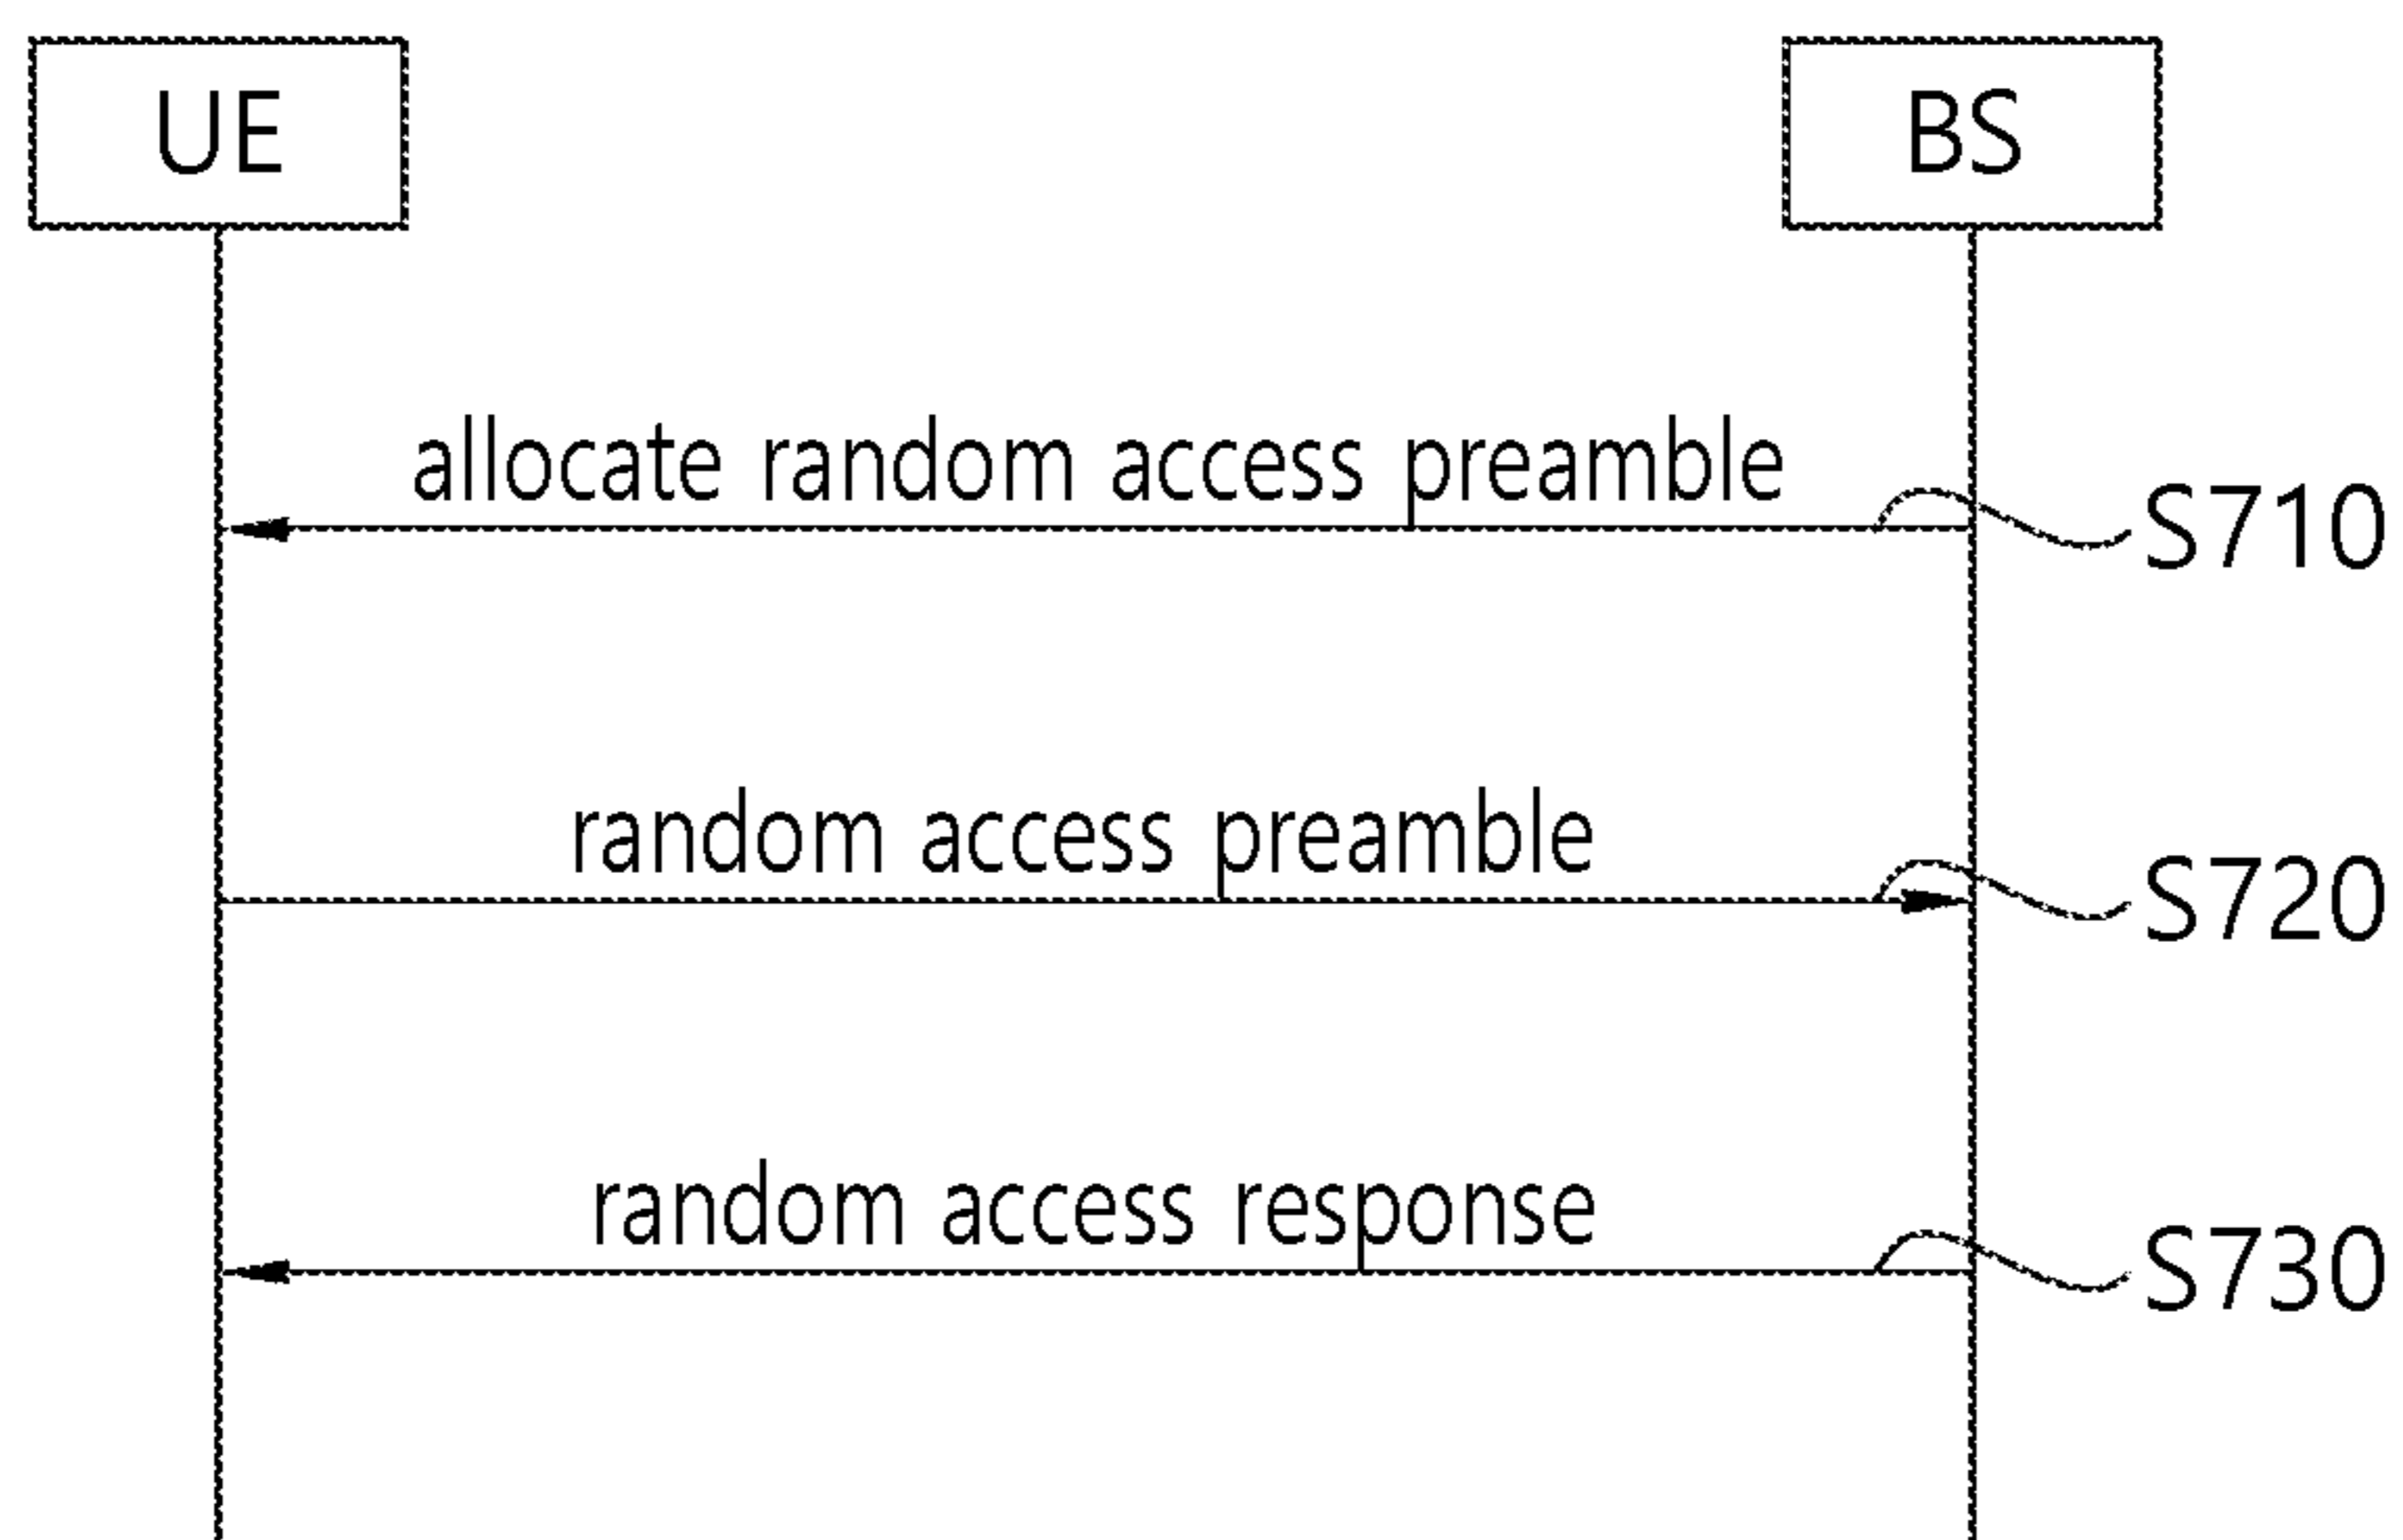 UE
BS
allocate random access preamble
S710
random access preamble
S720
random access response
S730